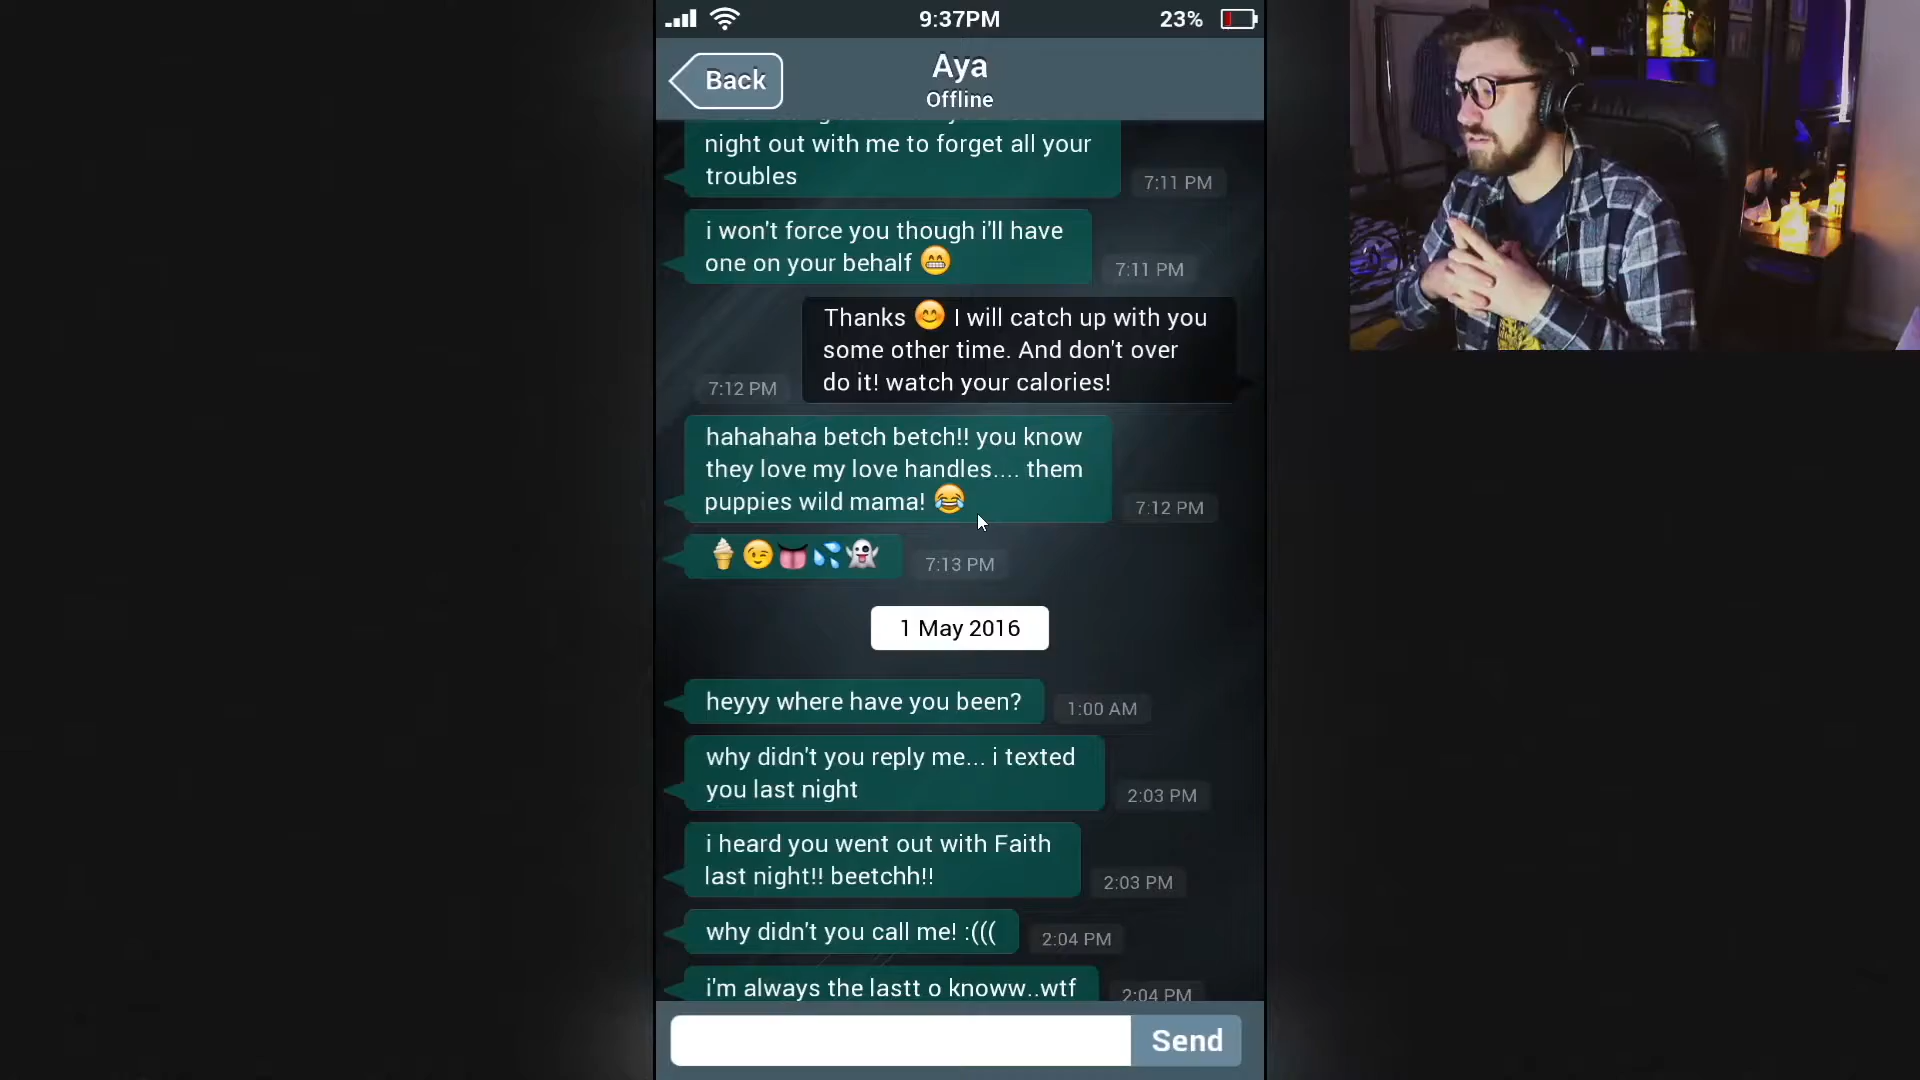 9:37PM
23%
Back
Aya
Offline
night out with me to forget all your
troubles
7:11 PM
i won't force you though i'll have
one on your behalf 😁
7:11 PM
Thanks 😊 I will catch up with you
some other time. And don't over
do it! watch your calories!
7:12 PM
hahahaha betch betch!! you know
they love my love handles.... them
puppies wild mama! 😂
7:12 PM
🍦😉👅💦👻
7:13 PM
1 May 2016
heyyy where have you been?
1:00 AM
why didn't you reply me... i texted
you last night
2:03 PM
i heard you went out with Faith
last night!! beetchh!!
2:03 PM
why didn't you call me! :(((
2:04 PM
i'm always the lastt o knoww..wtf
2:04 PM
Send